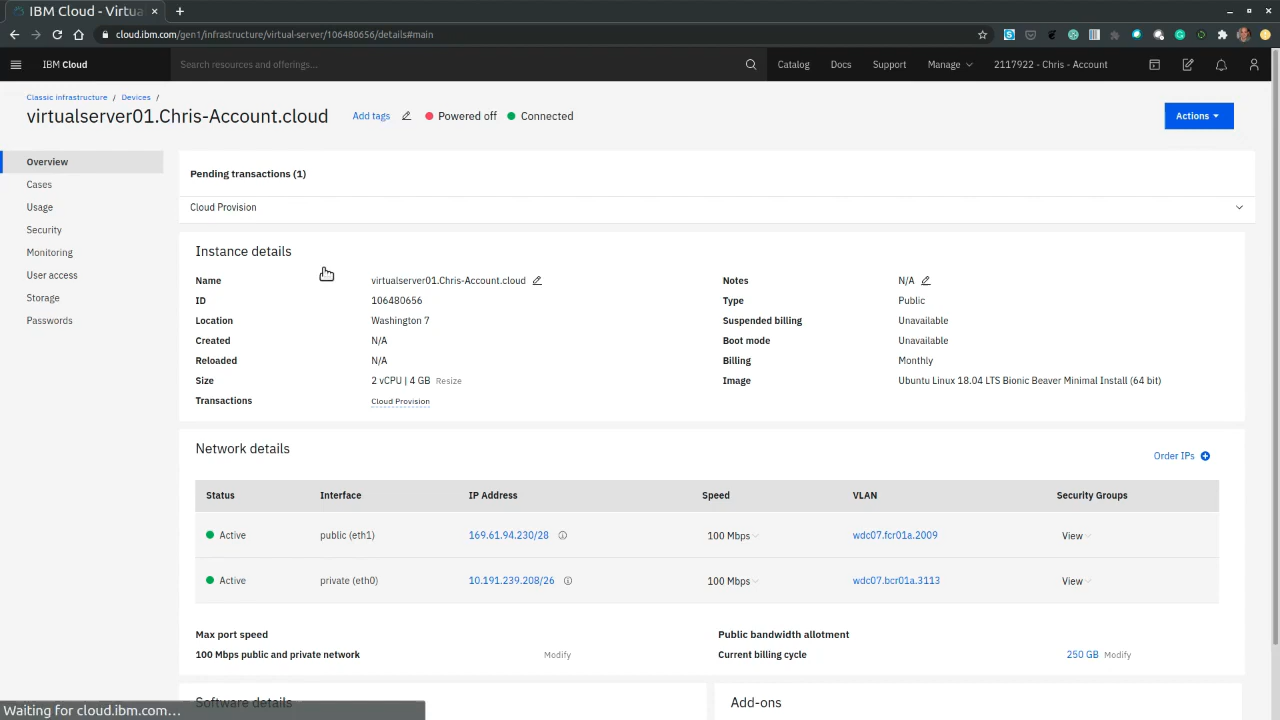 IBM Cloud - Virtua
cloud.ibm.com/gen1/infrastructure/virtual-server/106480656/details#main
IBM Cloud
Search resources and offerings...
Catalog
Docs
Support
Manage
2117922 - Chris - Account
Classic infrastructure / Devices /
virtualserver01.Chris-Account.cloud
Add tags
Powered off
Connected
Actions
Overview
Cases
Usage
Security
Monitoring
User access
Storage
Passwords
Pending transactions (1)
Cloud Provision
Instance details
Name virtualserver01.Chris-Account.cloud
ID 106480656
Location Washington 7
Created N/A
Reloaded N/A
Size 2 vCPU | 4 GB Resize
Transactions Cloud Provision
Notes N/A
Type Public
Suspended billing Unavailable
Boot mode Unavailable
Billing Monthly
Image Ubuntu Linux 18.04 LTS Bionic Beaver Minimal Install (64 bit)
Network details
Order IPs
Status Interface IP Address Speed VLAN Security Groups
Active public (eth1) 169.61.94.230/28 100 Mbps wdc07.fcr01a.2009 View
Active private (eth0) 10.191.239.208/26 100 Mbps wdc07.bcr01a.3113 View
Max port speed
100 Mbps public and private network Modify
Public bandwidth allotment
Current billing cycle 250 GB Modify
Software details
Add-ons
Waiting for cloud.ibm.com...